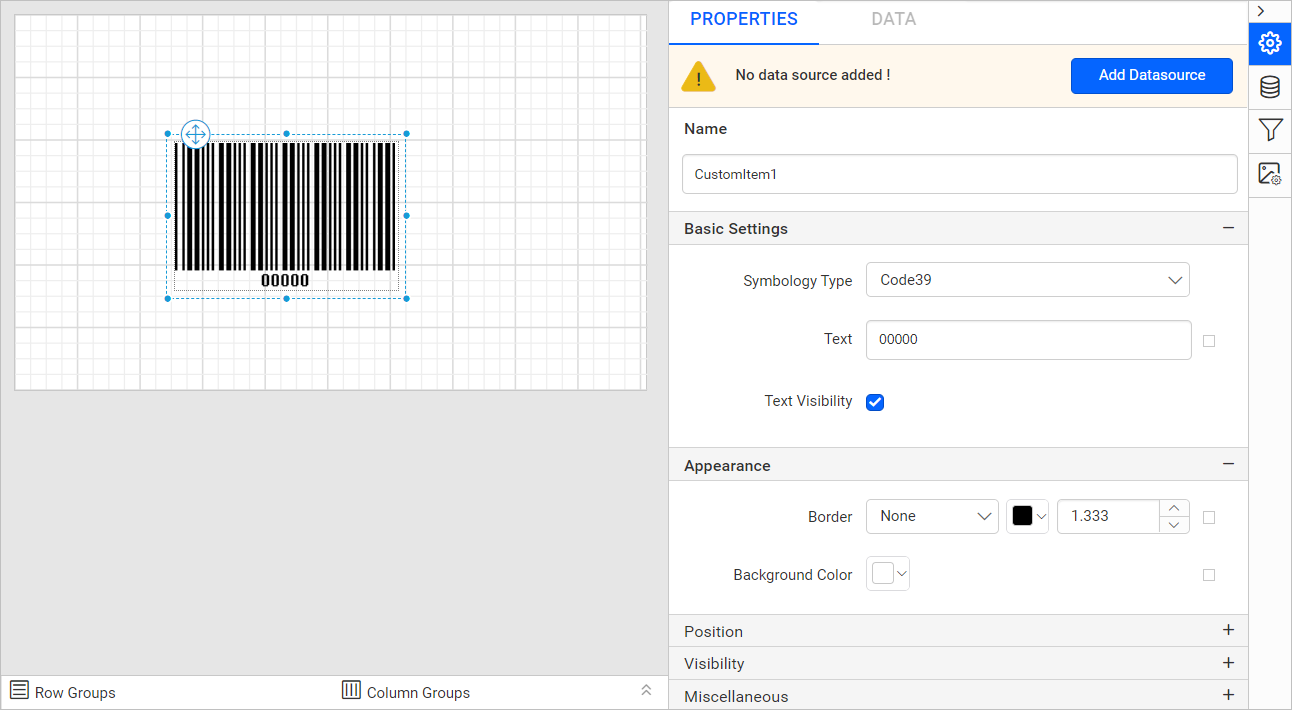 00000
Row Groups
Column Groups
PROPERTIES
DATA
No data source added !
Add Datasource
Name
CustomItem1
Basic Settings
Symbology Type
Code39
Text
00000
Text Visibility
Appearance
Border
None
1.333
Background Color
Position
Visibility
Miscellaneous